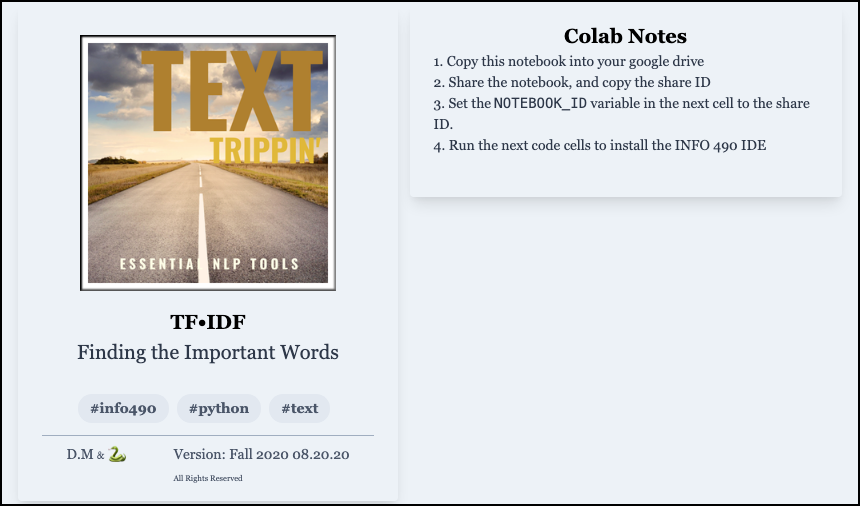 TEXT
TRIPPIN'
ESSENTIAL NLP TOOLS
TF•IDF
Finding the Important Words
#info490 #python #text
D.M & 🐍 Version: Fall 2020 08.20.20
All Rights Reserved
Colab Notes
1. Copy this notebook into your google drive
2. Share the notebook, and copy the share ID
3. Set the NOTEBOOK_ID variable in the next cell to the share
ID.
4. Run the next code cells to install the INFO 490 IDE